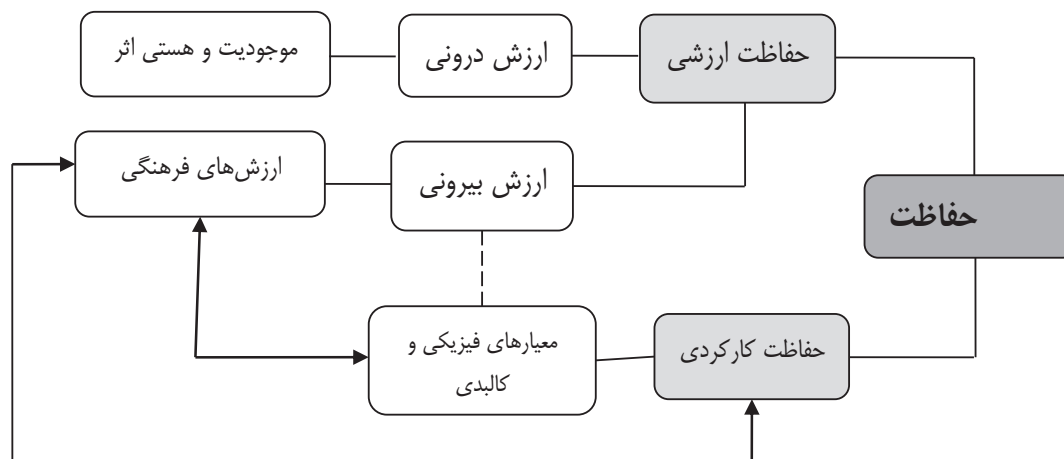 حفاظت ارزشی
ارزش درونی
موجودیت و هستی اثر
ارزش بیرونی
ارزش‌های فرهنگی
حفاظت
حفاظت کارکردی
معیارهای فیزیکی و
کالبدی